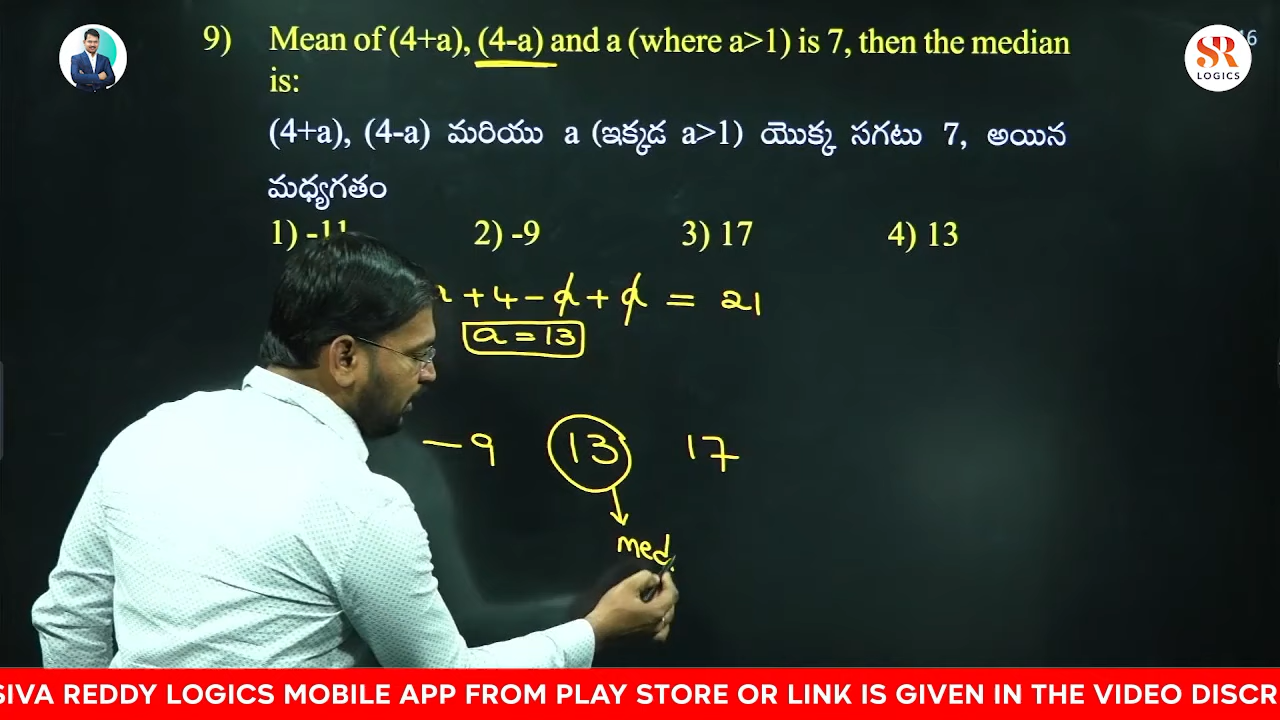 9) Mean of (4+a), (4-a) and a (where a>1) is 7, then the median
is:
(4+a), (4-a) మరియు a (ఇక్కడ a>1) యొక్క సగటు 7, అయిన
మధ్యగతం
1) -11 2) -9 3) 17 4) 13
+ 4 - a + a = 21
a = 13
-9 13 17
med
SR
LOGICS
SIVA REDDY LOGICS MOBILE APP FROM PLAY STORE OR LINK IS GIVEN IN THE VIDEO DISCR